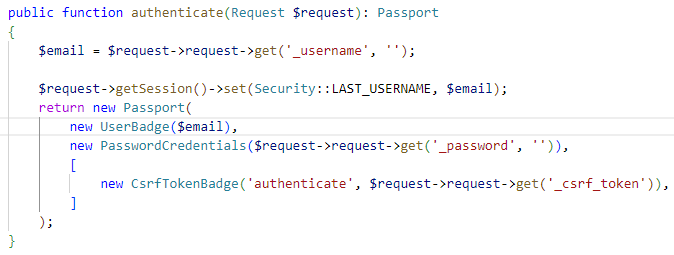 public function authenticate(Request $request): Passport
{
    $email = $request->request->get('_username', '');

    $request->getSession()->set(Security::LAST_USERNAME, $email);
    return new Passport(
        new UserBadge($email),
        new PasswordCredentials($request->request->get('_password', '')),
        [
            new CsrfTokenBadge('authenticate', $request->request->get('_csrf_token')),
        ]
    );
}